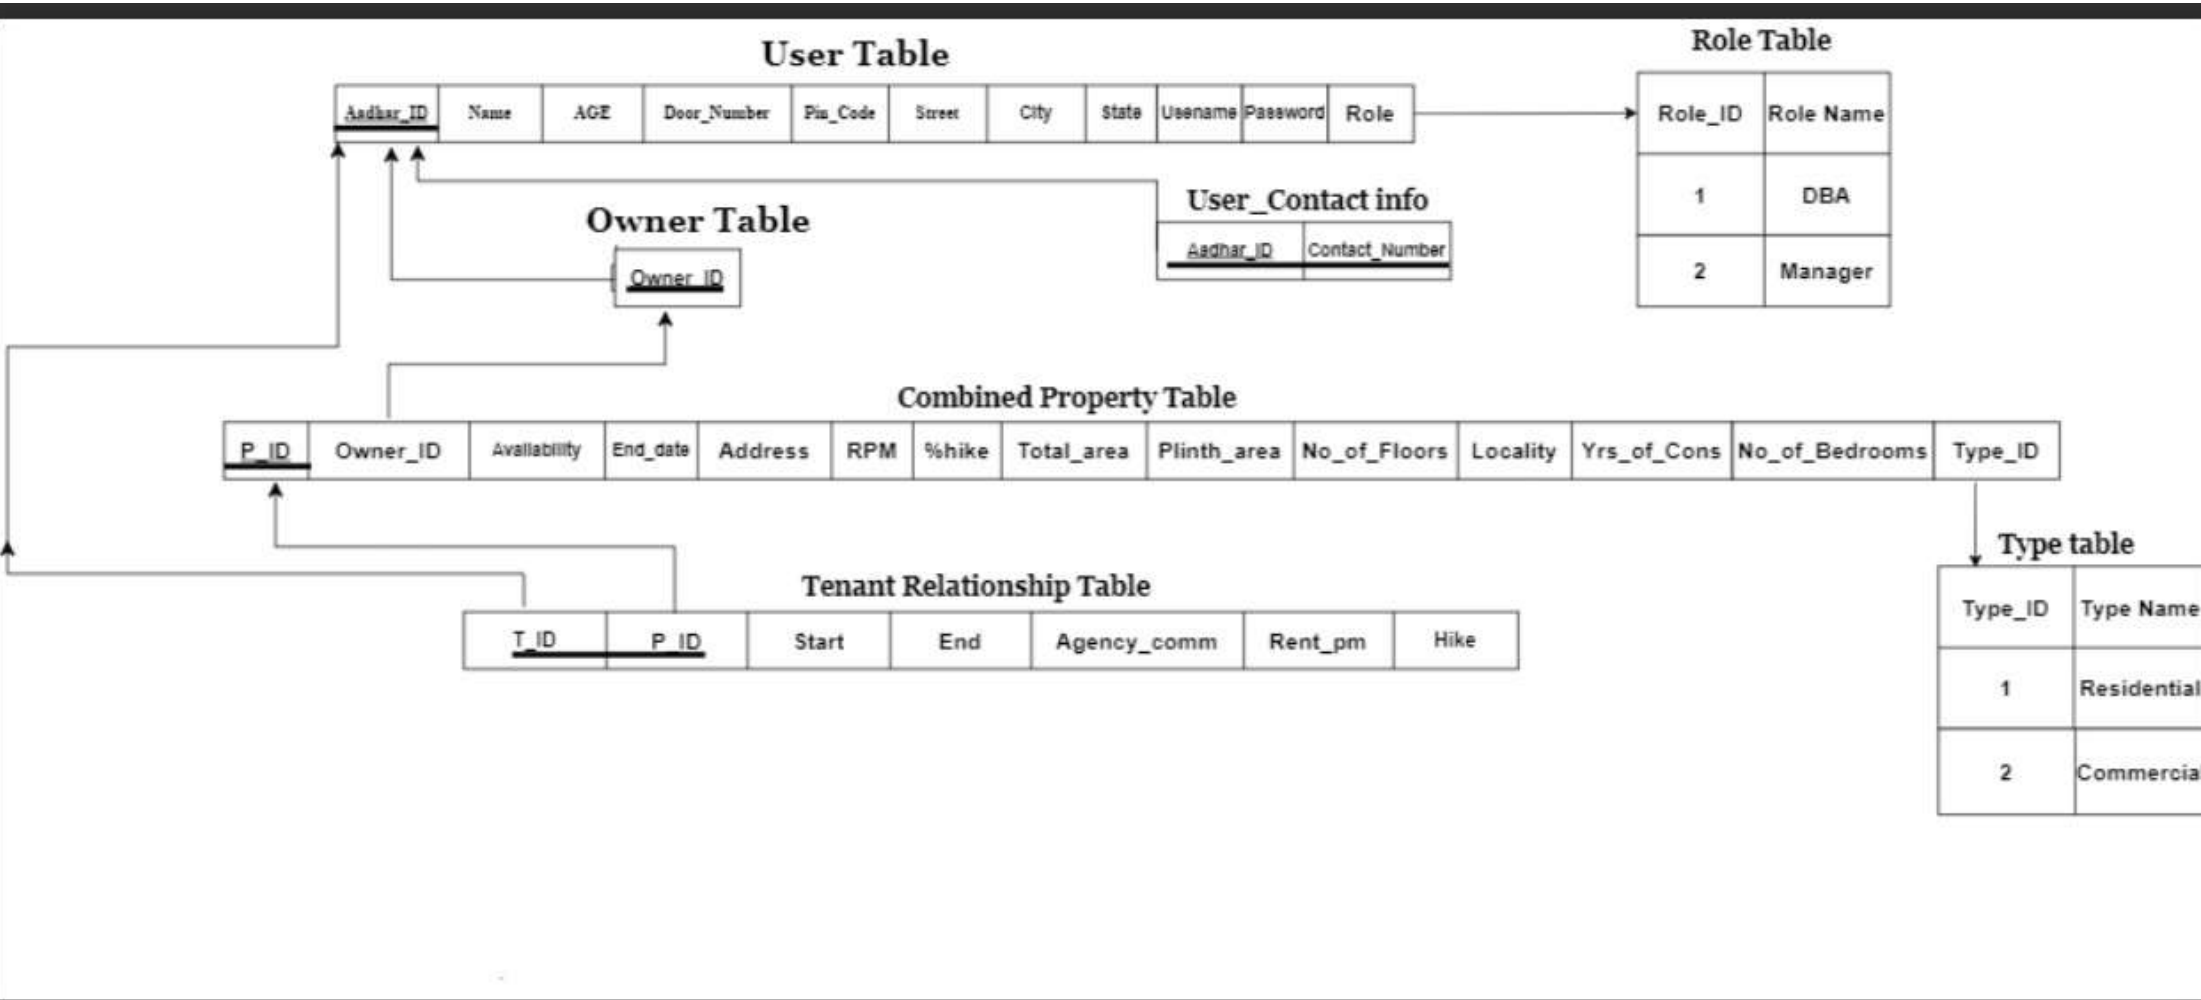 User Table
Role Table
Aadhar_ID Name AGE Door_Number Pin_Code Street City State Usename Password Role
Role_ID Role Name
1 DBA
2 Manager
User_Contact info
Aadhar_ID Contact_Number
Owner Table
Owner_ID
Combined Property Table
P_ID Owner_ID Availability End_date Address RPM %hike Total_area Plinth_area No_of_Floors Locality Yrs_of_Cons No_of_Bedrooms Type_ID
Type table
Type_ID Type Name
1 Residential
2 Commercia
Tenant Relationship Table
T_ID P_ID Start End Agency_comm Rent_pm Hike